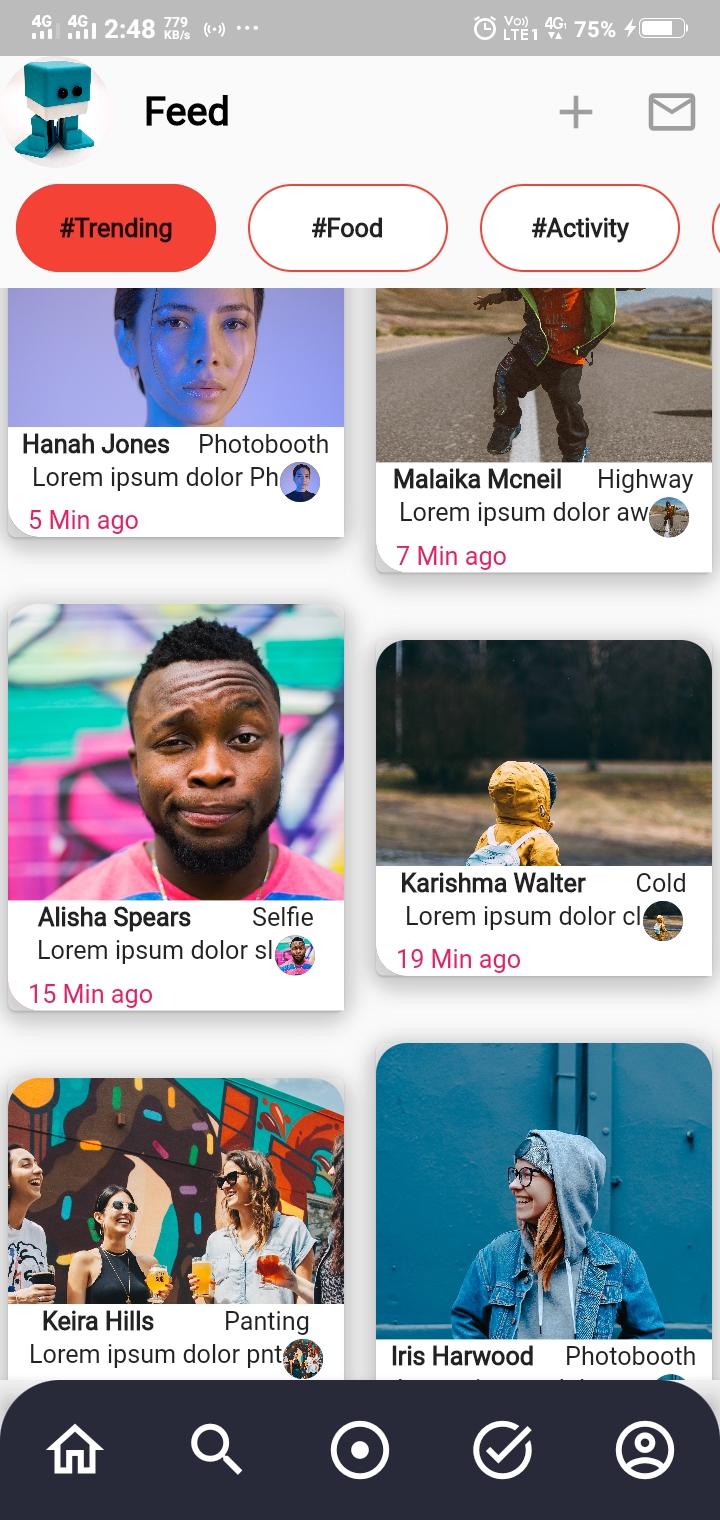 4G 4G 2:48 779 KB/s Vo) LTE1 4G 75%
Feed
#Trending #Food #Activity
Hanah Jones Photobooth
Lorem ipsum dolor Ph
5 Min ago
Malaika Mcneil Highway
Lorem ipsum dolor aw
7 Min ago
Alisha Spears Selfie
Lorem ipsum dolor sl
15 Min ago
Karishma Walter Cold
Lorem ipsum dolor cl
19 Min ago
Keira Hills Panting
Lorem ipsum dolor pnt
Iris Harwood Photobooth